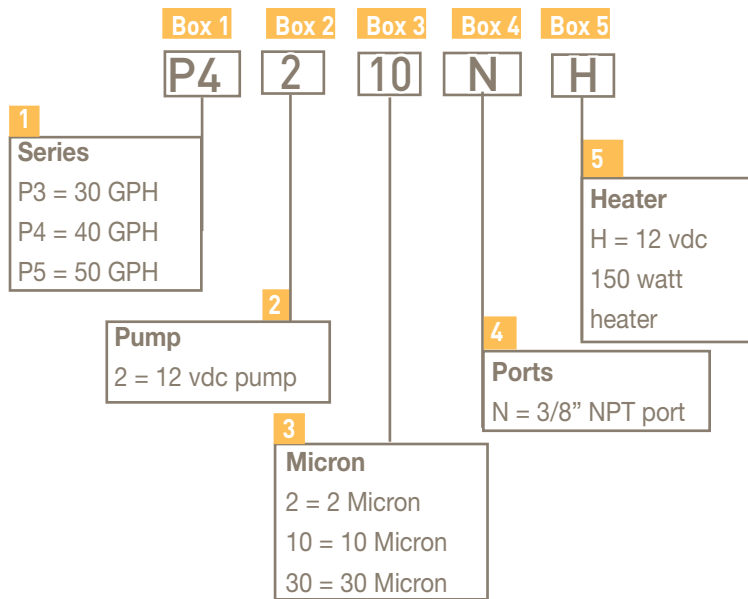 Box 1 Box 2 Box 3 Box 4 Box 5
P4 2 10 N H
1
Series
P3 = 30 GPH
P4 = 40 GPH
P5 = 50 GPH
5
Heater
H = 12 vdc
150 watt
heater
2
Pump
2 = 12 vdc pump
4
Ports
N = 3/8” NPT port
3
Micron
2 = 2 Micron
10 = 10 Micron
30 = 30 Micron